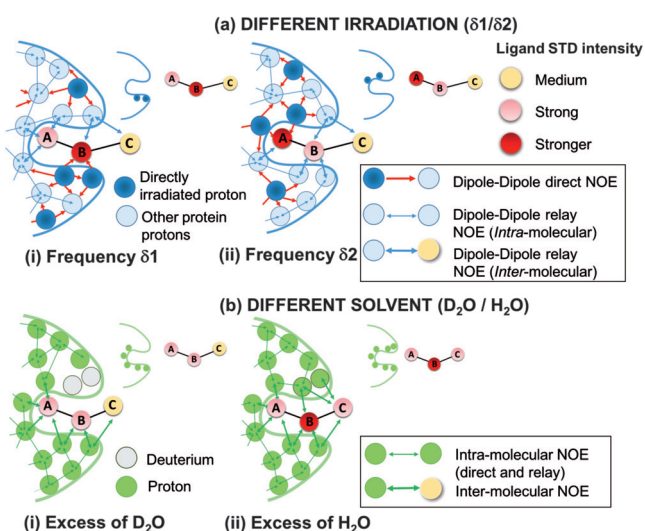 (a) DIFFERENT IRRADIATION (δ1/δ2)
Ligand STD intensity
A
B
C
A
B
C
Medium
Strong
Stronger
A
B
C
A
B
C
Directly
irradiated proton
Other protein
protons
Dipole-Dipole direct NOE
Dipole-Dipole relay
NOE (Intra-molecular)
Dipole-Dipole relay
NOE (Inter-molecular)
(i) Frequency δ1
(ii) Frequency δ2
(b) DIFFERENT SOLVENT (D₂O / H₂O)
A
B
C
A
B
C
A
B
C
A
B
C
Deuterium
Proton
Intra-molecular NOE
(direct and relay)
Inter-molecular NOE
(i) Excess of D₂O
(ii) Excess of H₂O